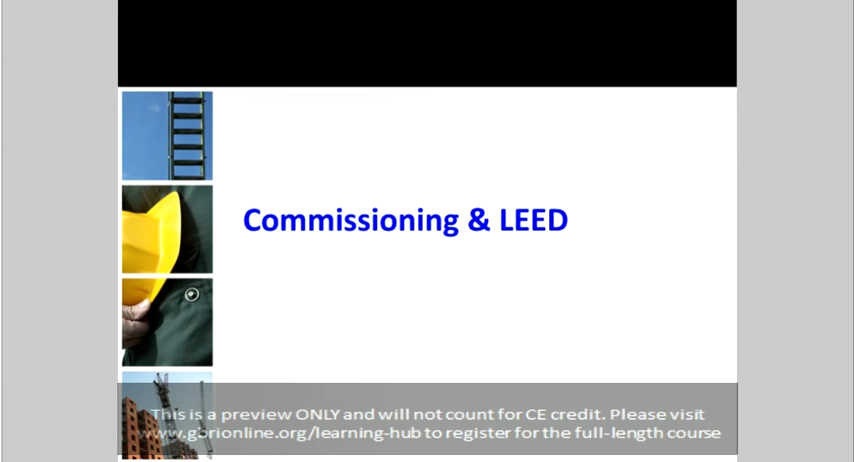 Commissioning & LEED
This is a preview ONLY and will not count for CE credit. Please visit
www.gbrionline.org/learning-hub to register for the full-length course